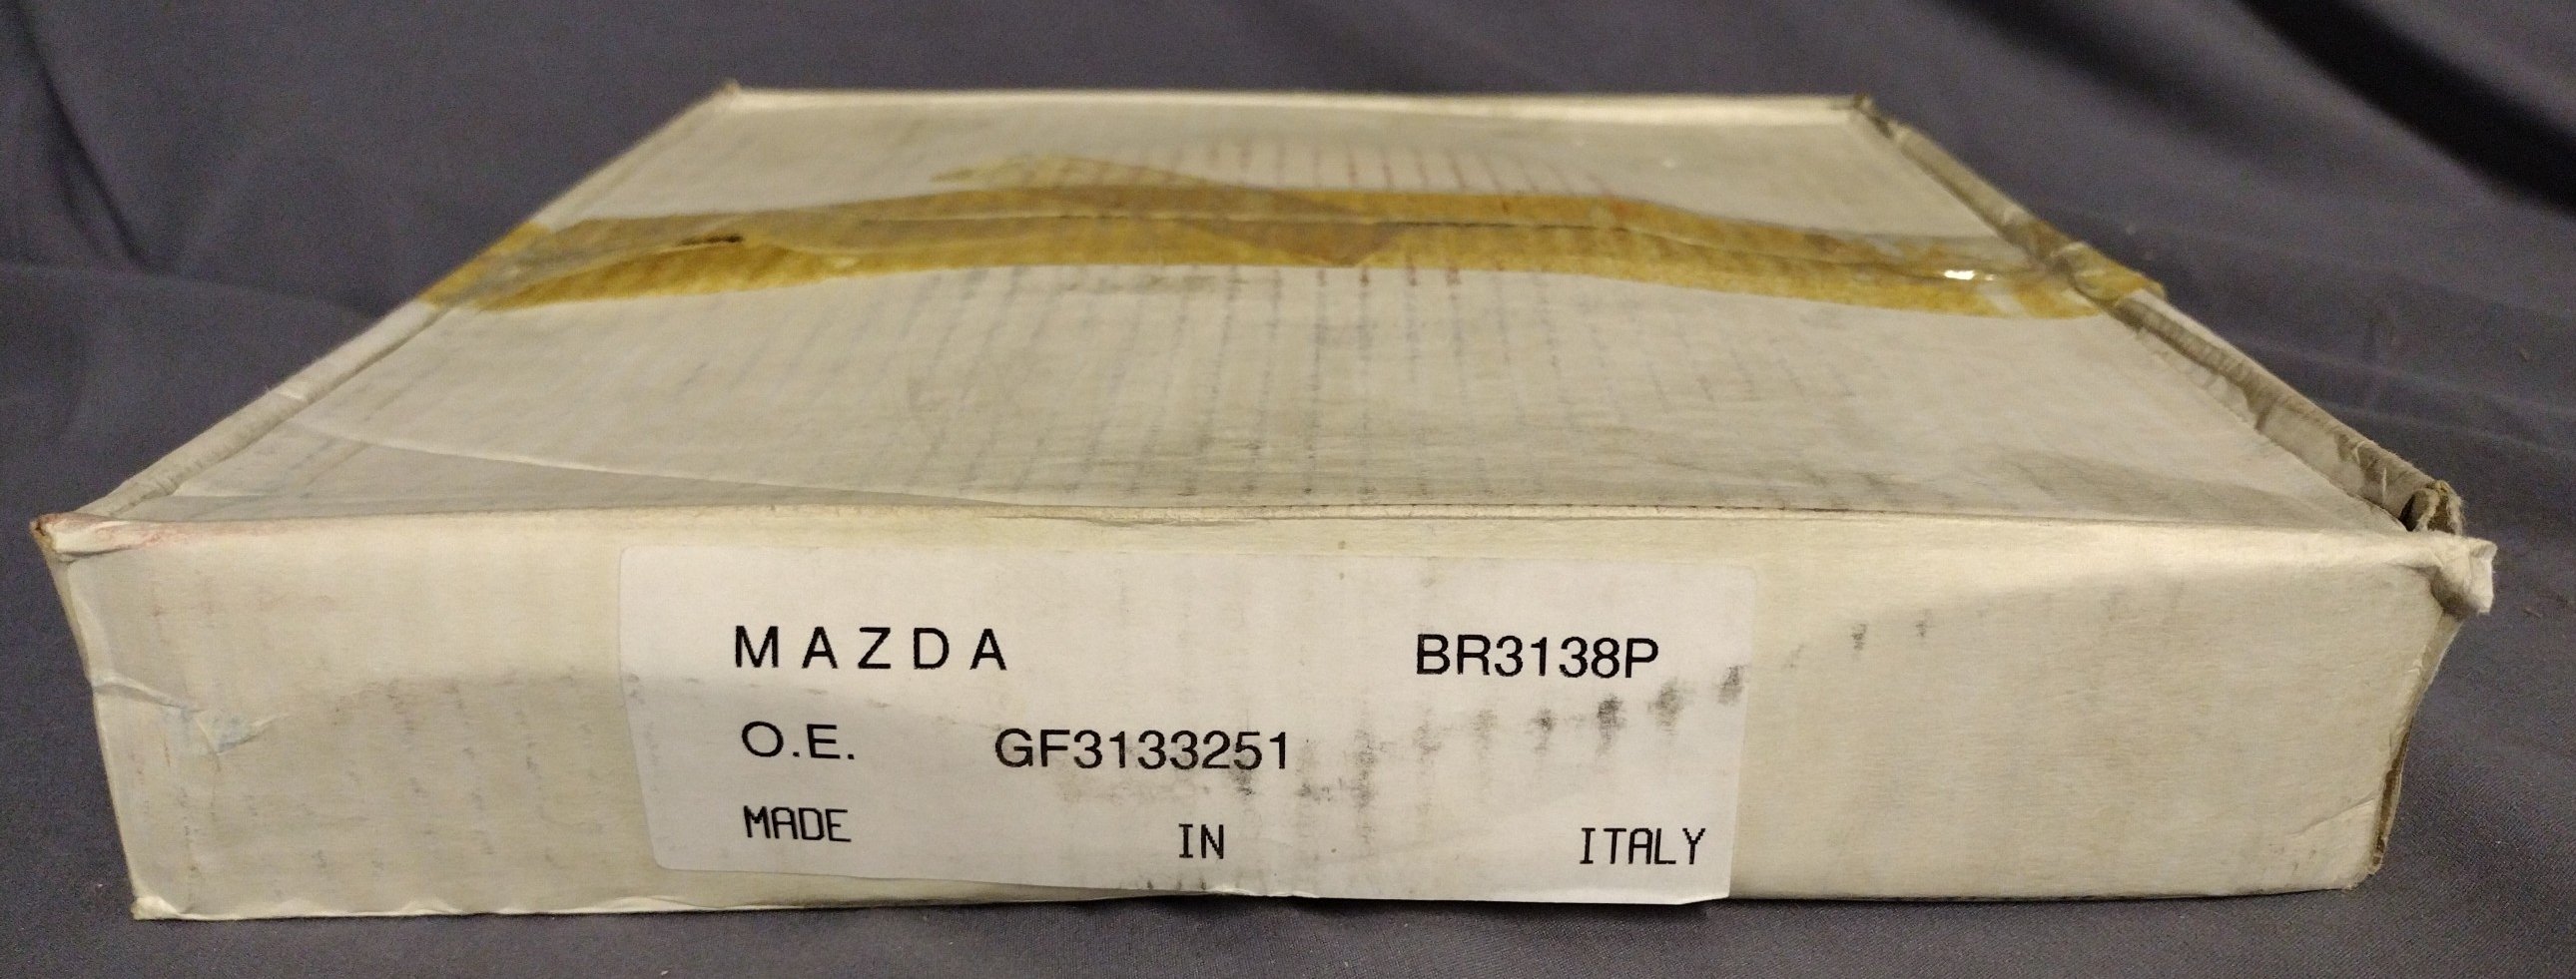 MAZDA BR3138P
O.E. GF3133251
MADE IN ITALY